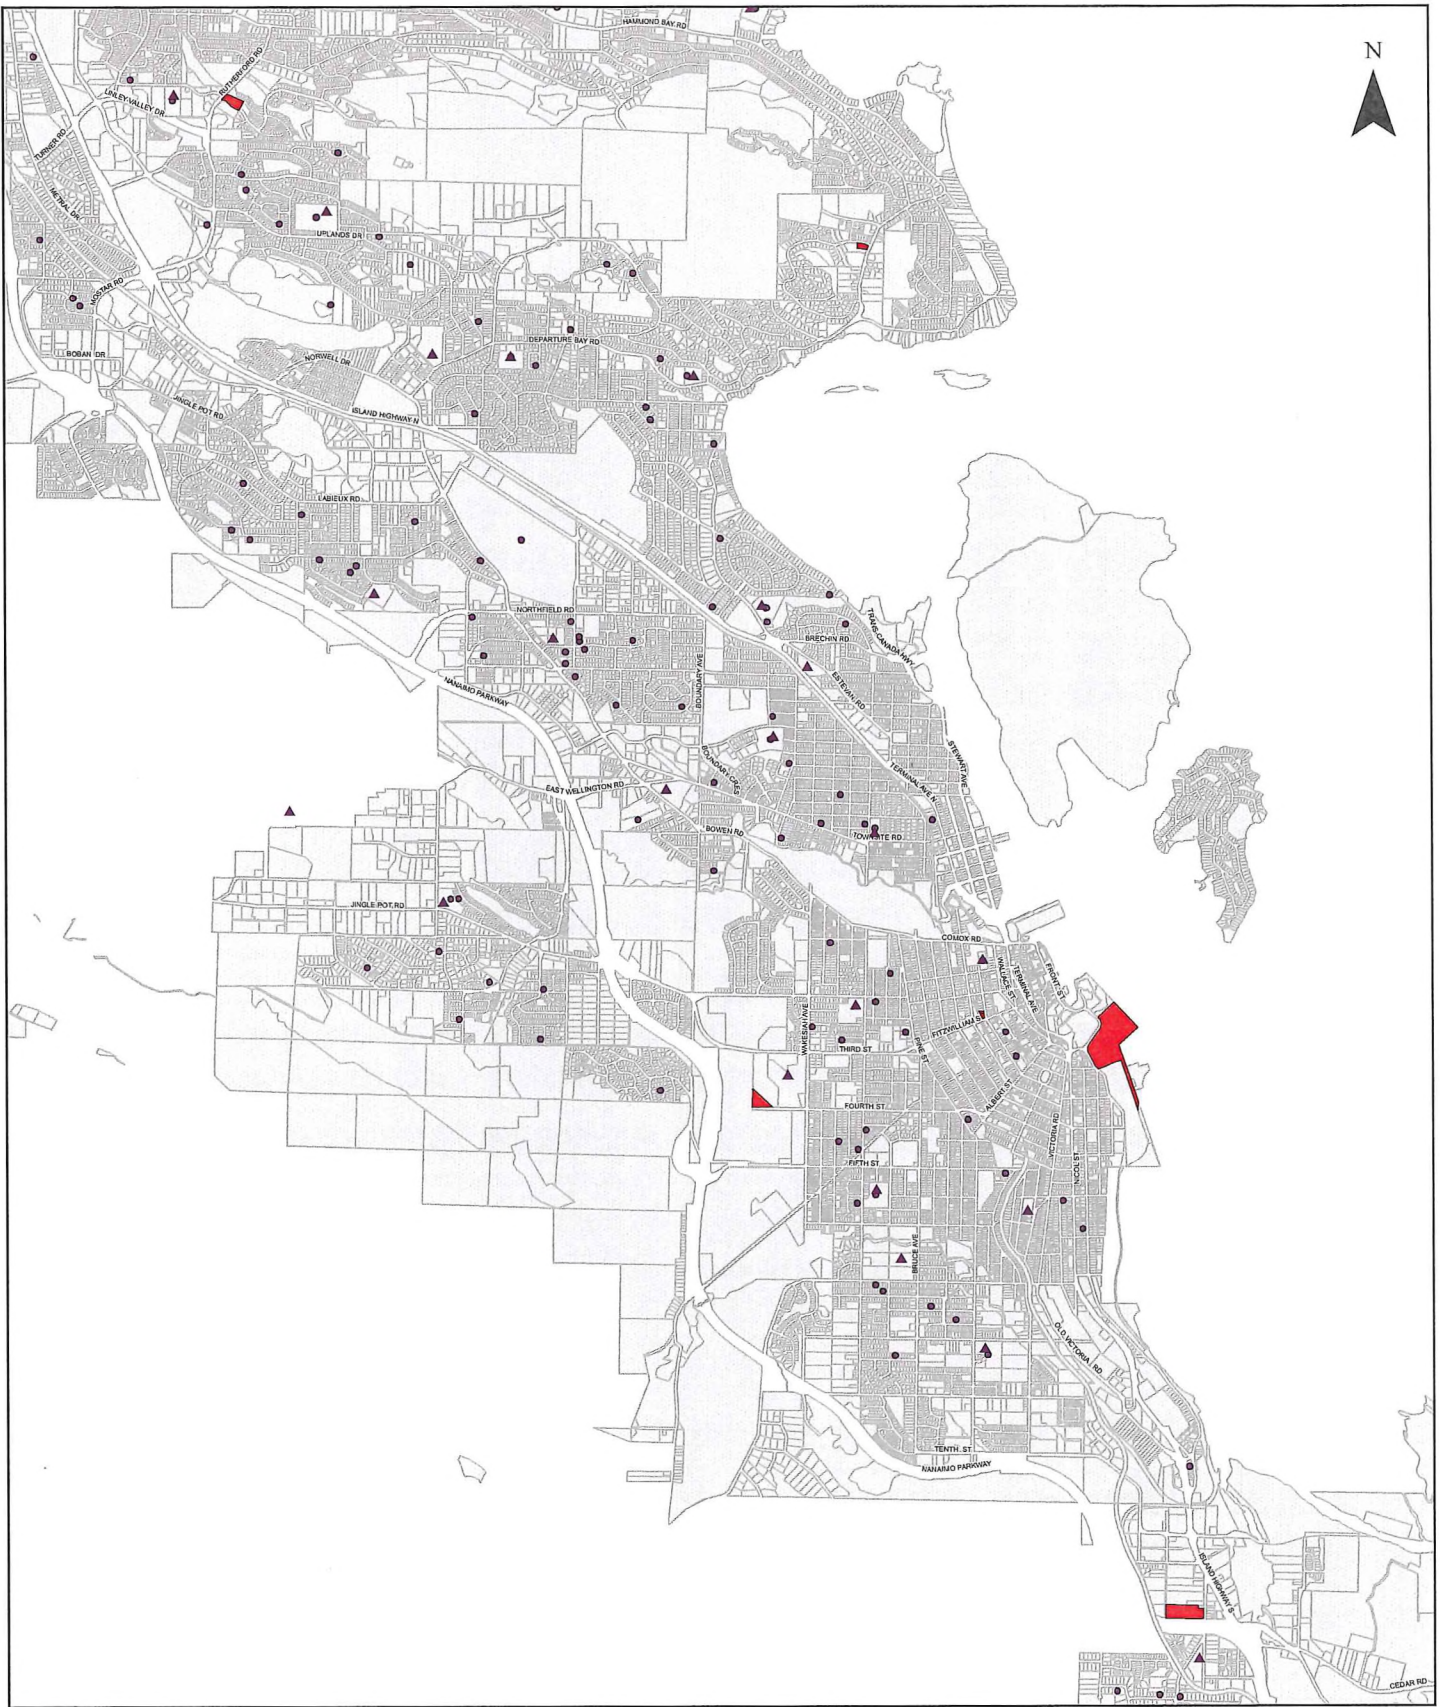 HAMMOND BAY RD
N
RUTHERFORD RD
LINLEY VALLEY DR
TURNER RD
METRAL DR
UPLANDS DR
MOSTAR RD
DEPARTURE BAY RD
BOBAN DR
NORWELL DR
JINGLE POT RD
ISLAND HIGHWAY N
LABIEUX RD
NORTHFIELD RD
TRANS-CANADA HWY
BRECHIN RD
BOUNDARY AVE
ESTEVAN RD
NANAIMO PARKWAY
STEWART AVE
BOUNDARY CRES
TERMINAL AVE N
EAST WELLINGTON RD
BOWEN RD
TOWNSITE RD
JINGLE POT RD
COMOX RD
WALLACE ST
TERMINAL AVE
FRONT ST
WAKESIAH AVE
FITZWILLIAM ST
PINE ST
THIRD ST
ALBERT ST
FOURTH ST
VICTORIA RD
NICOL ST
FIFTH ST
BRUCE AVE
OLD VICTORIA RD
TENTH ST
NANAIMO PARKWAY
ISLAND HIGHWAY S
CEDAR RD